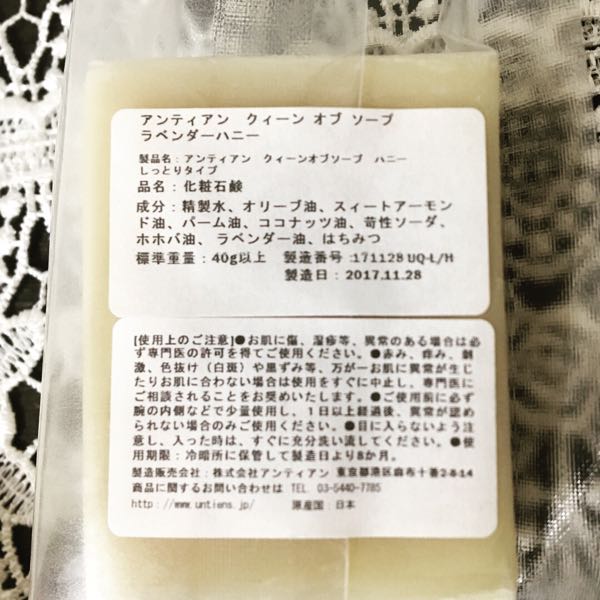 アンティアン　クィーン オブ ソープ
ラベンダーハニー
製品名：アンティアン　クィーンオブソープ　ハニー
しっとりタイプ
品名：化粧石鹸
成分：精製水、オリーブ油、スィートアーモン
ド油、パーム油、ココナッツ油、苛性ソーダ、
ホホバ油、ラベンダー油、はちみつ
標準重量：40g以上　製造番号:171128 UQ-L/H
製造日：2017.11.28
[使用上のご注意]●お肌に傷、湿疹等、異常のある場合は必
ず専門医の許可を得てご使用ください。●赤み、痒み、刺
激、色抜け（白斑）や黒ずみ等、万が一お肌に異常が生じ
たりお肌に合わない場合は使用をすぐに中止し、専門医に
ご相談されることをお奨めいたします。●ご使用前に必ず
腕の内側などで少量使用し、1日以上経過後、異常が認め
られない場合のみご使用ください。●目に入らないよう注
意し、入った時は、すぐに充分洗い流してください。●使
用期限：冷暗所に保管して製造日より8か月。
製造販売会社：株式会社アンティアン　東京都港区麻布十番2-8-14
商品に関するお問い合わせは TEL. 03-5440-7785
http://www.untiens.jp/　原産国：日本